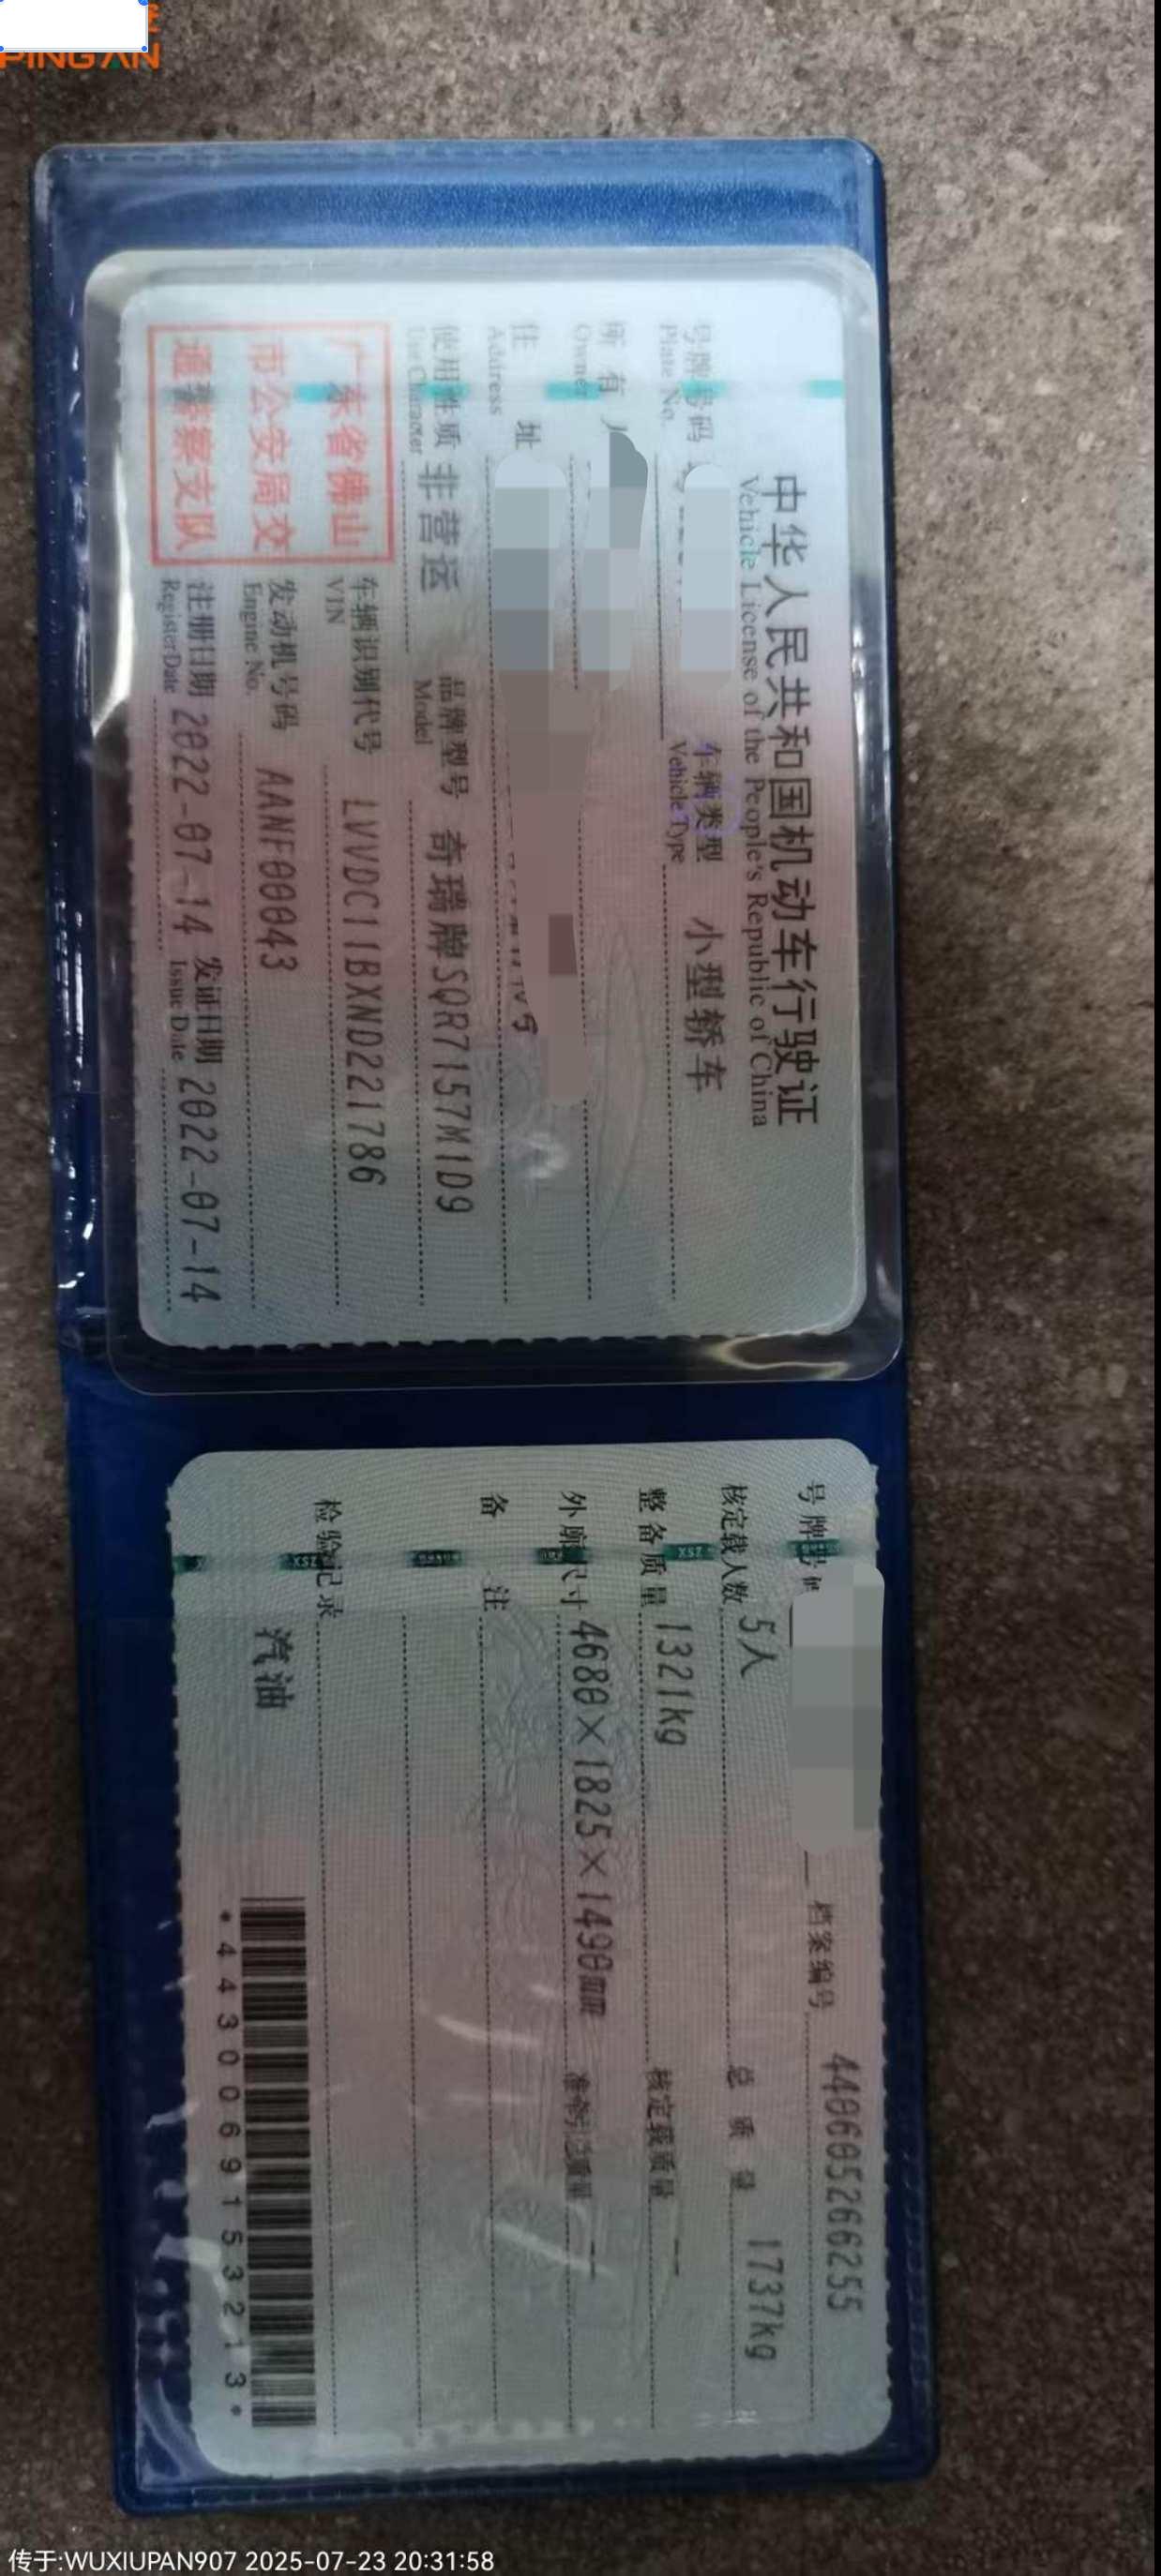 PINGAN
中华人民共和国机动车行驶证
Vehicle License of the People's Republic of China
号牌号码
Plate No.
车辆类型 小型轿车
Vehicle Type
所有人
Owner
住 址
Address
使用性质 非营运
Use Character
品牌型号 奇瑞牌SQR7157M1D9
Model
广东省佛山
市公安局交
通警察支队
车辆识别代号 LVVDC11BXND221786
VIN
发动机号码 AANF00043
Engine No.
注册日期 2022-07-14 发证日期 2022-07-14
Register Date Issue Date
号牌号 档案编号 440605266255
核定载人数 5人 总 质 量 1737kg
整备质量 1321kg 核定载质量 --
外廓尺寸 4680×1825×1490mm 准牵引总质量 --
备 注
检验记录
汽油
*4430069153213*
传于:WUXIUPAN907 2025-07-23 20:31:58